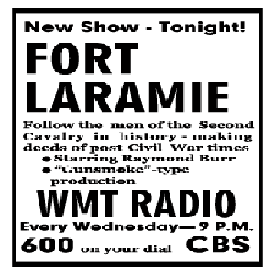 New Show - Tonight!
FORT
LARAMIE
Follow the men of the Second
Cavalry in history - making
deeds of post Civil War times
● Starring Raymond Burr
● "Gunsmoke"-type
production
WMT RADIO
Every Wednesday—9 P.M.
600 on your dial CBS